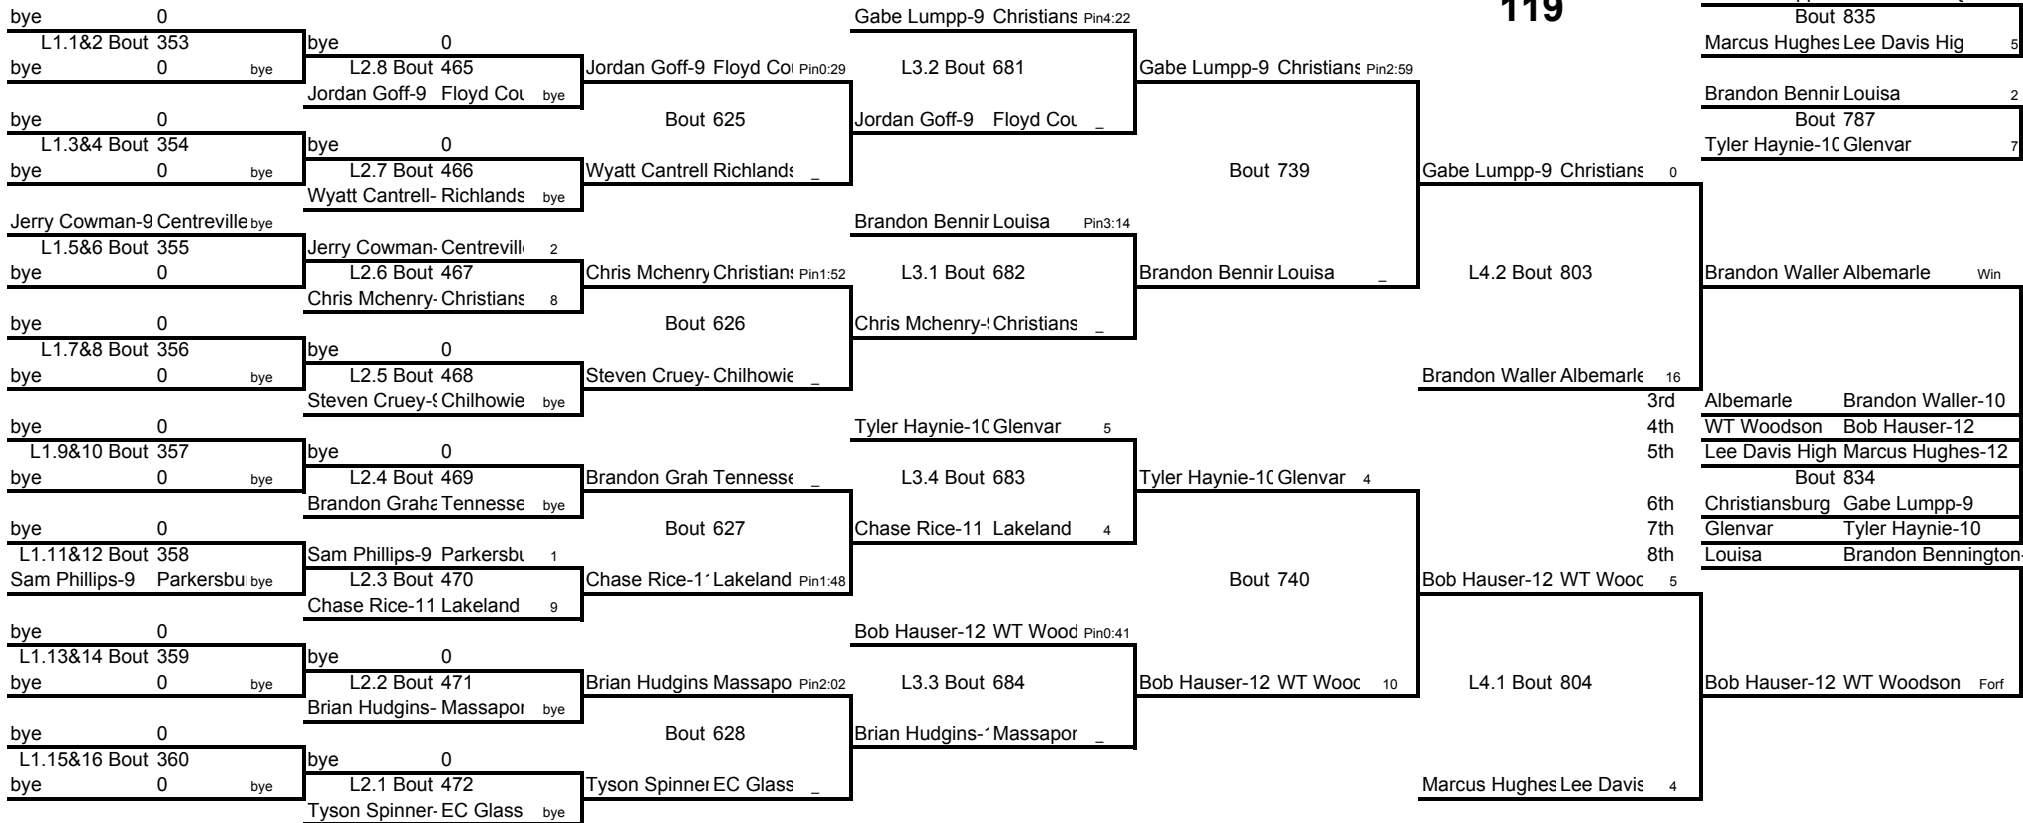 bye 0 Gabe Lumpp-9 Christians Pin4:22 119 Bout 835
L1.1&2 Bout 353 bye 0 Marcus Hughes Lee Davis Hig 5
bye 0 bye L2.8 Bout 465 Jordan Goff-9 Floyd Co Pin0:29 L3.2 Bout 681 Gabe Lumpp-9 Christians Pin2:59
Jordan Goff-9 Floyd Cou bye Brandon Bennin Louisa 2
bye 0 Bout 625 Jordan Goff-9 Floyd Cou _ Bout 787
L1.3&4 Bout 354 bye 0 Tyler Haynie-10 Glenvar 7
bye 0 bye L2.7 Bout 466 Wyatt Cantrell Richlands _ Bout 739 Gabe Lumpp-9 Christians 0
Wyatt Cantrell- Richlands bye
Jerry Cowman-9 Centreville bye Brandon Bennin Louisa Pin3:14
L1.5&6 Bout 355 Jerry Cowman- Centreville 2
bye 0 L2.6 Bout 467 Chris Mchenry Christians Pin1:52 L3.1 Bout 682 Brandon Bennin Louisa _ L4.2 Bout 803 Brandon Waller Albemarle Win
Chris Mchenry- Christians 8
bye 0 Bout 626 Chris Mchenry-9 Christians _
L1.7&8 Bout 356 bye 0
bye 0 bye L2.5 Bout 468 Steven Cruey- Chilhowie _ Brandon Waller Albemarle 16
Steven Cruey-9 Chilhowie bye 3rd Albemarle Brandon Waller-10
bye 0 Tyler Haynie-10 Glenvar 5 4th WT Woodson Bob Hauser-12
L1.9&10 Bout 357 bye 0 5th Lee Davis High Marcus Hughes-12
bye 0 bye L2.4 Bout 469 Brandon Grah Tennesse _ L3.4 Bout 683 Tyler Haynie-10 Glenvar 4 Bout 834
Brandon Graha Tennesse bye 6th Christiansburg Gabe Lumpp-9
bye 0 Bout 627 Chase Rice-11 Lakeland 4 7th Glenvar Tyler Haynie-10
L1.11&12 Bout 358 Sam Phillips-9 Parkersbu 1 8th Louisa Brandon Bennington-
Sam Phillips-9 Parkersbu bye L2.3 Bout 470 Chase Rice-11 Lakeland Pin1:48 Bout 740 Bob Hauser-12 WT Wood 5
Chase Rice-11 Lakeland 9
bye 0 Bob Hauser-12 WT Wood Pin0:41
L1.13&14 Bout 359 bye 0
bye 0 bye L2.2 Bout 471 Brian Hudgins Massapo Pin2:02 L3.3 Bout 684 Bob Hauser-12 WT Wood 10 L4.1 Bout 804 Bob Hauser-12 WT Woodson Forf
Brian Hudgins- Massapon bye
bye 0 Bout 628 Brian Hudgins-1 Massapon _
L1.15&16 Bout 360 bye 0
bye 0 bye L2.1 Bout 472 Tyson Spinner EC Glass _ Marcus Hughes Lee Davis 4
Tyson Spinner- EC Glass bye